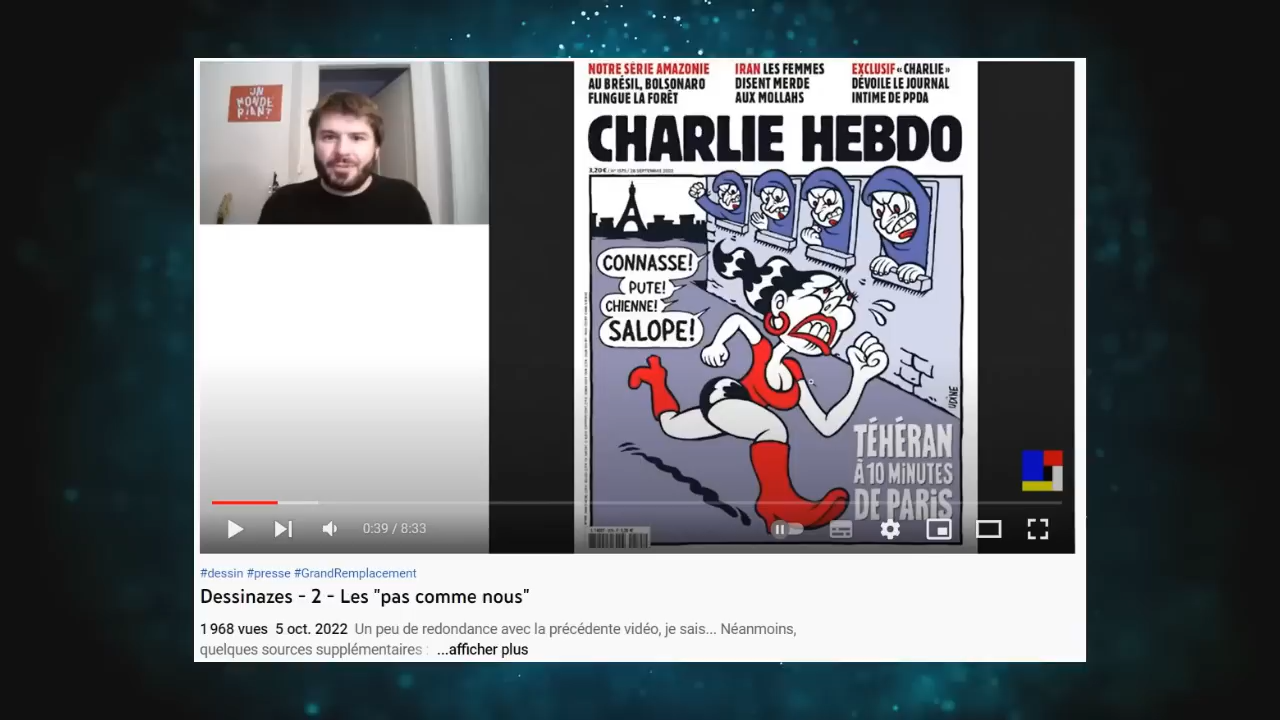 UN
MONDE
RIANT
NOTRE SÉRIE AMAZONIE
AU BRÉSIL, BOLSONARO
FLINGUE LA FORÊT
IRAN LES FEMMES
DISENT MERDE
AUX MOLLAHS
EXCLUSIF « CHARLIE »
DÉVOILE LE JOURNAL
INTIME DE PPDA
CHARLIE HEBDO
3,20 €
CONNASSE!
PUTE!
CHIENNE!
SALOPE!
TÉHÉRAN
À 10 MINUTES
DE PARIS
0:39 / 8:33
#dessin #presse #GrandRemplacement
Dessinazes - 2 - Les "pas comme nous"
1 968 vues 5 oct. 2022 Un peu de redondance avec la précédente vidéo, je sais... Néanmoins,
quelques sources supplémentaires : ...afficher plus